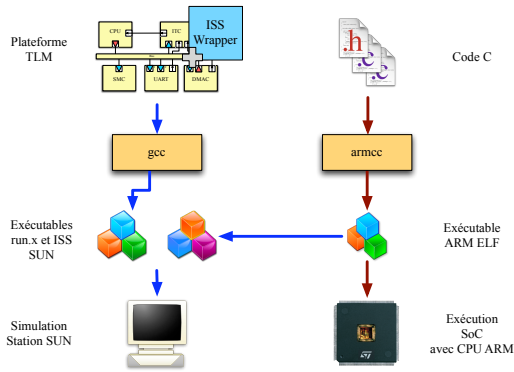 Plateforme
TLM
CPU
ITC
ISS
Wrapper
SMC
UART
DMAC
.h
.c
.c
Code C
gcc
armcc
Exécutables
run.x et ISS
SUN
Exécutable
ARM ELF
Simulation
Station SUN
Exécution
SoC
avec CPU ARM